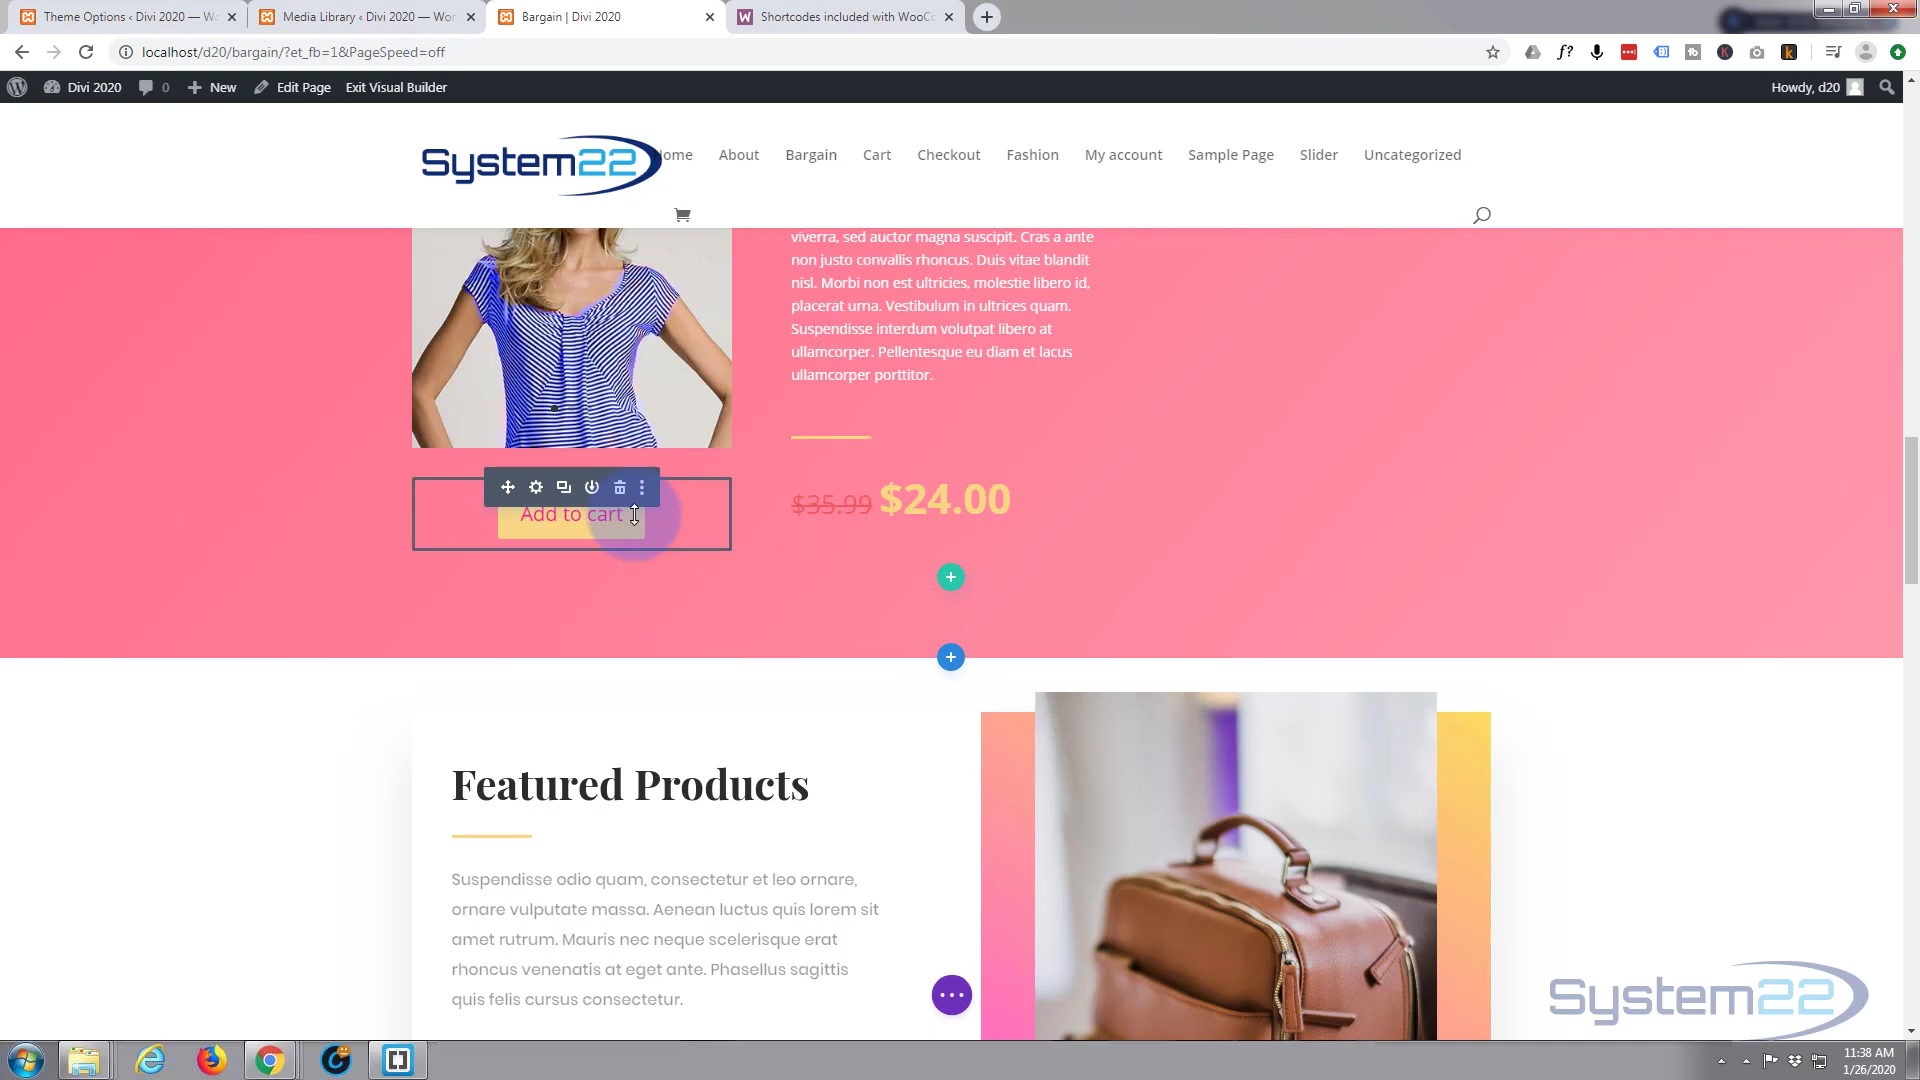 Theme Options ‹ Divi 2020 — Wo
Media Library ‹ Divi 2020 — Wor
Bargain | Divi 2020
Shortcodes included with WooCo
localhost/d20/bargain/?et_fb=1&PageSpeed=off
Divi 2020
0
New
Edit Page
Exit Visual Builder
Howdy, d20
System22
Home
About
Bargain
Cart
Checkout
Fashion
My account
Sample Page
Slider
Uncategorized
viverra, sed auctor magna suscipit. Cras a ante
non justo convallis rhoncus. Duis vitae blandit
nisl. Morbi non est ultricies, molestie libero id,
placerat urna. Vestibulum in ultrices quam.
Suspendisse interdum volutpat libero at
ullamcorper. Pellentesque eu diam et lacus
ullamcorper porttitor.
$35.99 $24.00
Add to cart
Featured Products
Suspendisse odio quam, consectetur et leo ornare,
ornare vulputate massa. Aenean luctus quis lorem sit
amet rutrum. Mauris nec neque scelerisque erat
rhoncus venenatis at eget ante. Phasellus sagittis
quis felis cursus consectetur.
System22
11:38 AM
1/26/2020